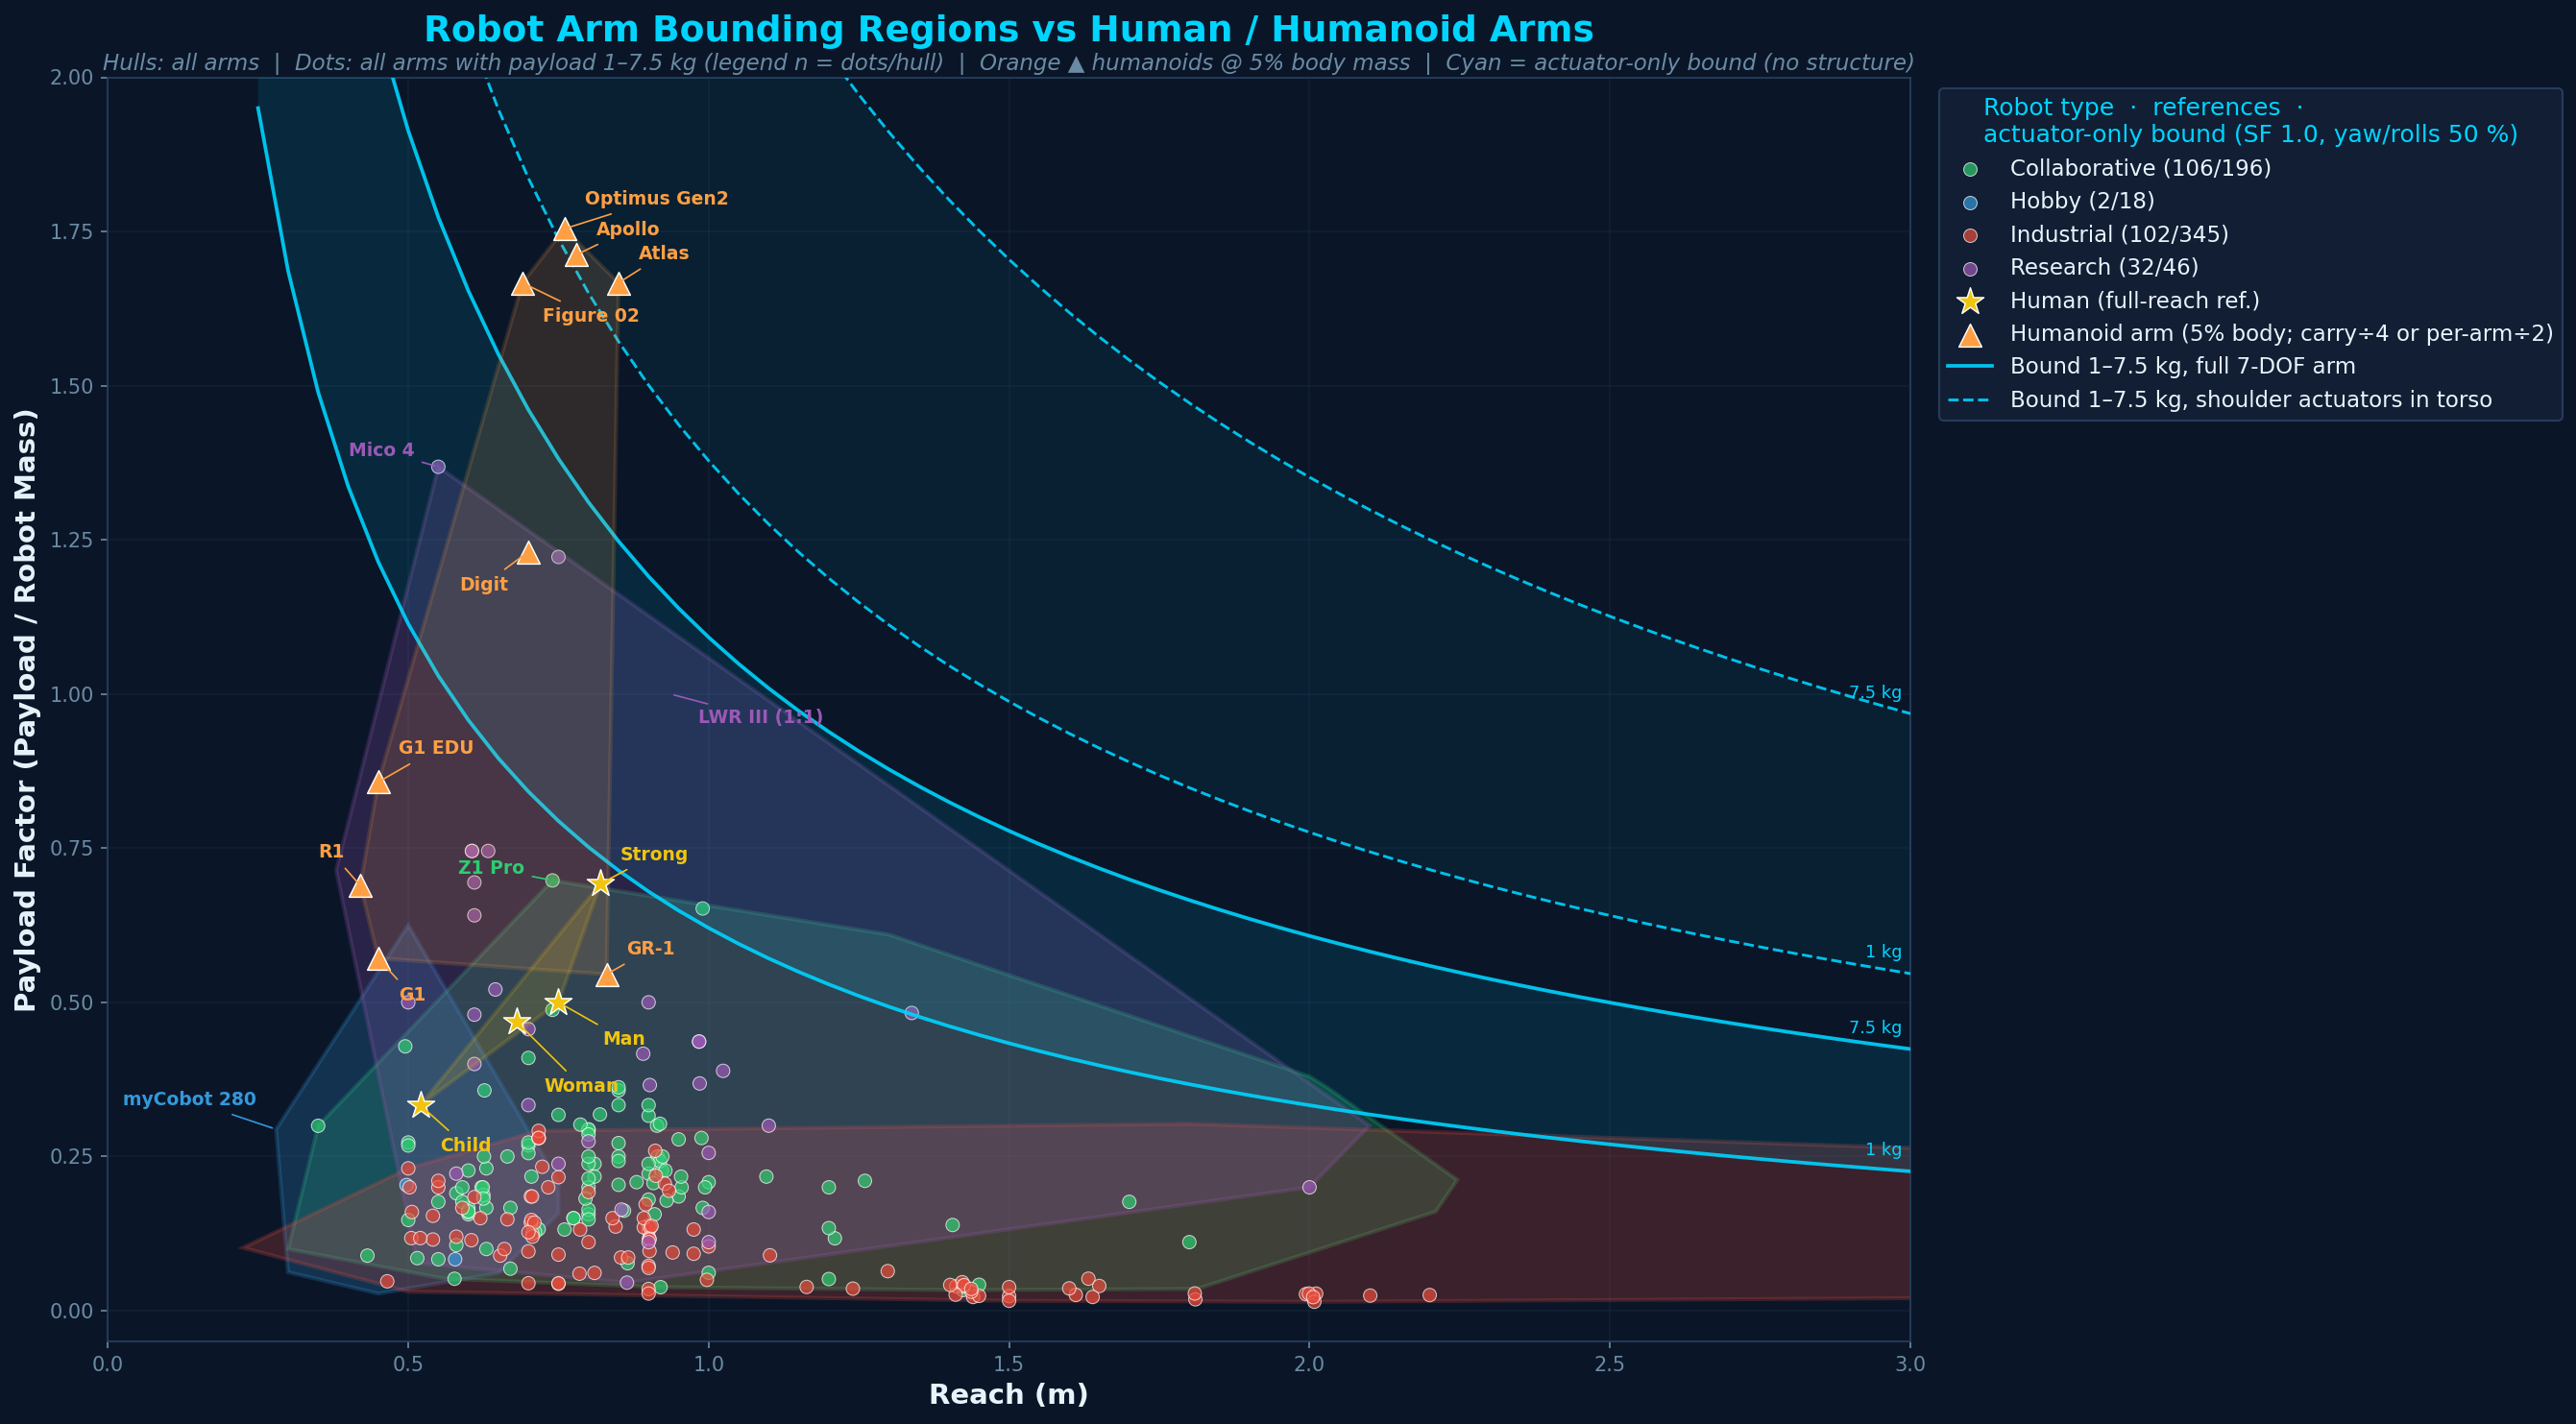 Robot Arm Bounding Regions vs Human / Humanoid Arms
Hulls: all arms | Dots: all arms with payload 1–7.5 kg (legend n = dots/hull) | Orange ▲ humanoids @ 5% body mass | Cyan = actuator-only bound (no structure)
Robot type · references ·
actuator-only bound (SF 1.0, yaw/rolls 50 %)
Collaborative (106/196)
Hobby (2/18)
Industrial (102/345)
Research (32/46)
Human (full-reach ref.)
Humanoid arm (5% body; carry÷4 or per-arm÷2)
Bound 1–7.5 kg, full 7-DOF arm
Bound 1–7.5 kg, shoulder actuators in torso
Payload Factor (Payload / Robot Mass)
2.00
1.75
1.50
1.25
1.00
0.75
0.50
0.25
0.00
Optimus Gen2
Apollo
Atlas
Figure 02
Mico 4
Digit
7.5 kg
LWR III (1:1)
G1 EDU
R1
Strong
Z1 Pro
GR-1
1 kg
G1
7.5 kg
Man
Woman
myCobot 280
Child
1 kg
0.0
0.5
1.0
1.5
2.0
2.5
3.0
Reach (m)